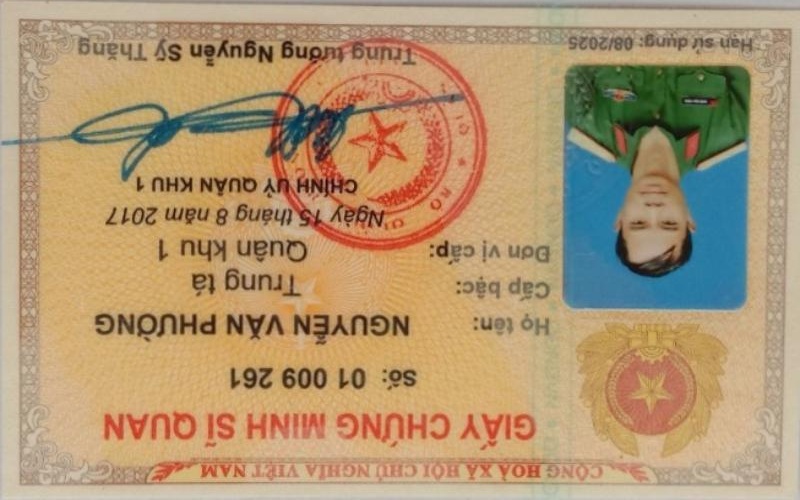 CỘNG HOÀ XÃ HỘI CHỦ NGHĨA VIỆT NAM
GIẤY CHỨNG MINH SĨ QUAN
Số: 01 009 261
Họ tên: NGUYỄN VĂN PHƯỜNG
Cấp bậc: Trung tá
Đơn vị cấp: Quân khu 1
Ngày 15 tháng 8 năm 2017
CHÍNH UỶ QUÂN KHU 1
Trung tướng Nguyễn Sỹ Thăng
Hạn sử dụng: 08/2025